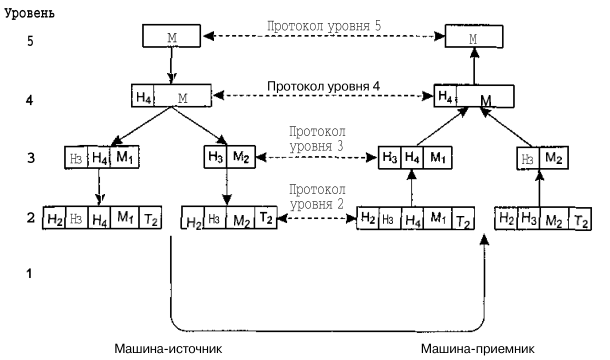 Уровень
5 M Протокол уровня 5 M
4 H4 M Протокол уровня 4 H4 M
3 H3 H4 M1 H3 M2 Протокол уровня 3 H3 H4 M1 H3 M2
2 H2 H3 H4 M1 T2 H2 H3 M2 T2 Протокол уровня 2 H2 H3 H4 M1 T2 H2 H3 M2 T2
1
Машина-источник Машина-приемник